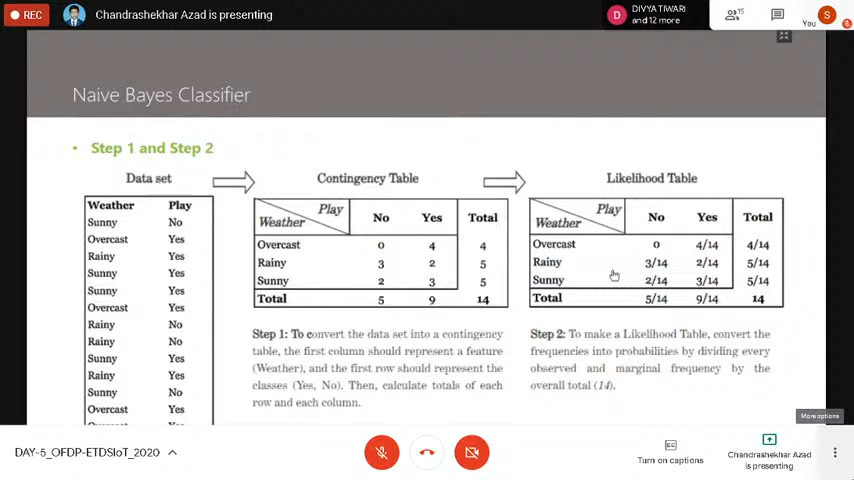 REC
Chandrashekhar Azad is presenting
D
DIVYA TIWARI
and 12 more
15
You
S
Naive Bayes Classifier
• Step 1 and Step 2
Data set
Contingency Table
Likelihood Table
Weather Play
Sunny No
Overcast Yes
Rainy Yes
Sunny Yes
Sunny Yes
Overcast Yes
Rainy No
Rainy No
Sunny Yes
Rainy Yes
Sunny No
Overcast Yes
Play
Weather
No Yes Total
Overcast 0 4 4
Rainy 3 2 5
Sunny 2 3 5
Total 5 9 14
Play
Weather
No Yes Total
Overcast 0 4/14 4/14
Rainy 3/14 2/14 5/14
Sunny 2/14 3/14 5/14
Total 5/14 9/14 14
Step 1: To convert the data set into a contingency
table, the first column should represent a feature
(Weather), and the first row should represent the
classes (Yes, No). Then, calculate totals of each
row and each column.
Step 2: To make a Likelihood Table, convert the
frequencies into probabilities by dividing every
observed and marginal frequency by the
overall total (14).
More options
DAY-5_OFDP-ETDSIoT_2020
Turn on captions
Chandrashekhar Azad
is presenting